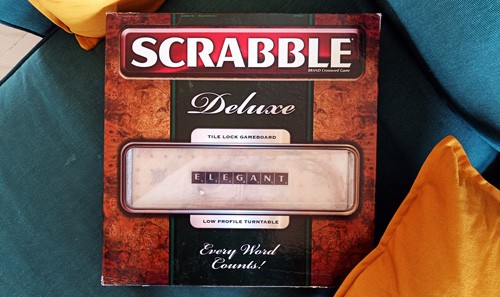 SCRABBLE
BRAND Crossword Game
Deluxe
TILE LOCK GAMEBOARD
ELEGANT
LOW PROFILE TURNTABLE
Every Word
Counts!